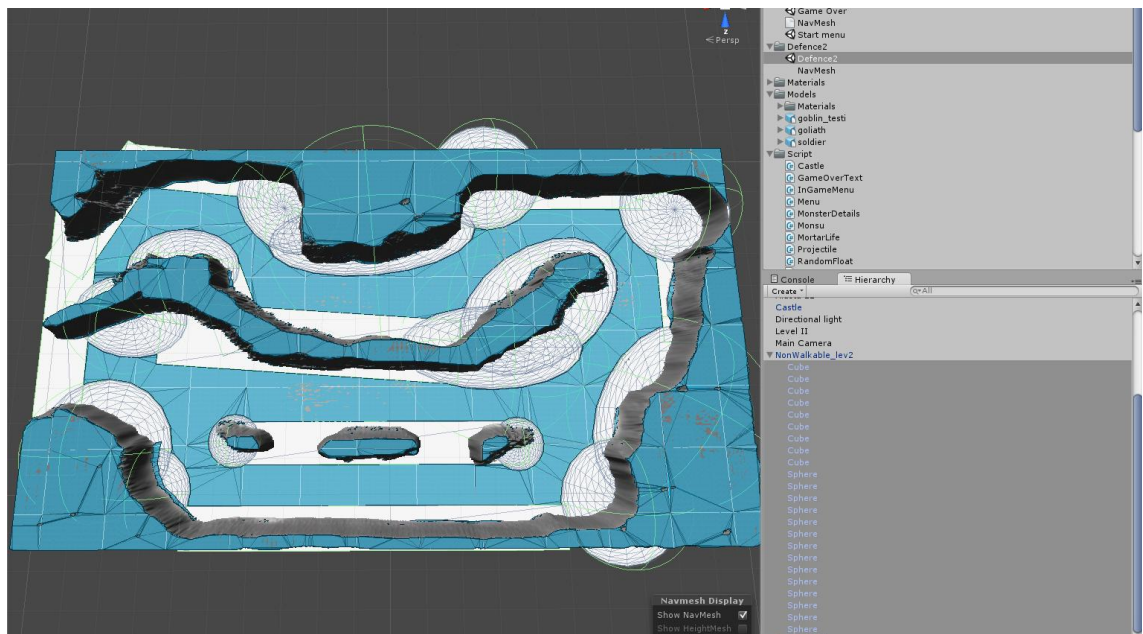 Game Over
NavMesh
Start menu
Defence2
Defence2
NavMesh
Materials
Models
Materials
goblin_testi
goliath
soldier
Script
Castle
GameOverText
InGameMenu
Menu
MonsterDetails
Monsu
MortarLife
Projectile
RandomFloat
z
< Persp
Console
Hierarchy
Create
All
Castle
Directional light
Level II
Main Camera
NonWalkable_lev2
Cube
Cube
Cube
Cube
Cube
Cube
Cube
Cube
Cube
Sphere
Sphere
Sphere
Sphere
Sphere
Sphere
Sphere
Sphere
Sphere
Sphere
Sphere
Sphere
Sphere
Sphere
Navmesh Display
Show NavMesh
Show HeightMesh